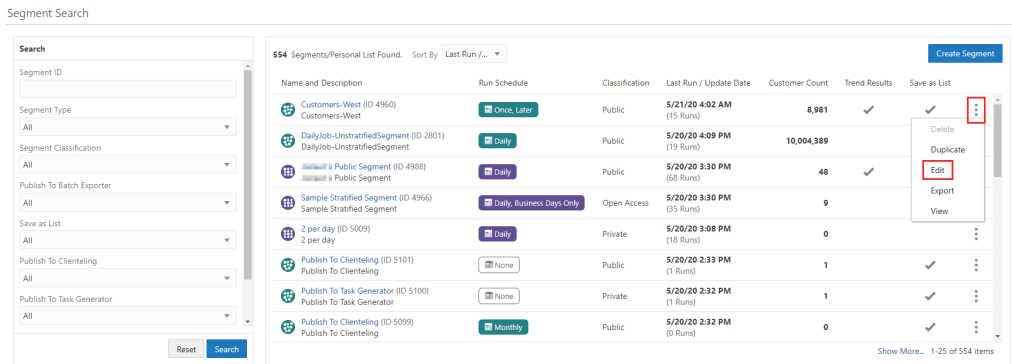 Segment Search
Search
Segment ID
Segment Type
All
Segment Classification
All
Publish To Batch Exporter
All
Save as List
All
Publish To Clienteling
All
Publish To Task Generator
All
Reset Search
554 Segments/Personal List Found. Sort By Last Run /... Create Segment
Name and Description Run Schedule Classification Last Run / Update Date Customer Count Trend Results Save as List
Customers-West (ID 4960)
Customers-West
Once, Later
Public
5/21/20 4:02 AM
(15 Runs)
8,981
DailyJob-UnstratifiedSegment (ID 2801)
DailyJob-UnstratifiedSegment
Daily
Public
5/20/20 4:09 PM
(19 Runs)
10,004,389
Public Segment (ID 4988)
Public Segment
Daily
Public
5/20/20 3:30 PM
(68 Runs)
48
Sample Stratified Segment (ID 4966)
Sample Stratified Segment
Daily, Business Days Only
Open Access
5/20/20 3:30 PM
(35 Runs)
9
2 per day (ID 5009)
2 per day
Daily
Private
5/20/20 3:08 PM
(18 Runs)
0
Publish To Clienteling (ID 5101)
Publish To Clienteling
None
Public
5/20/20 2:33 PM
(1 Runs)
1
Publish To Task Generator (ID 5100)
Publish To Task Generator
None
Private
5/20/20 2:32 PM
(1 Runs)
1
Publish To Clienteling (ID 5099)
Publish To Clienteling
Monthly
Public
5/20/20 2:32 PM
(0 Runs)
0
Delete
Duplicate
Edit
Export
View
Show More... 1-25 of 554 items